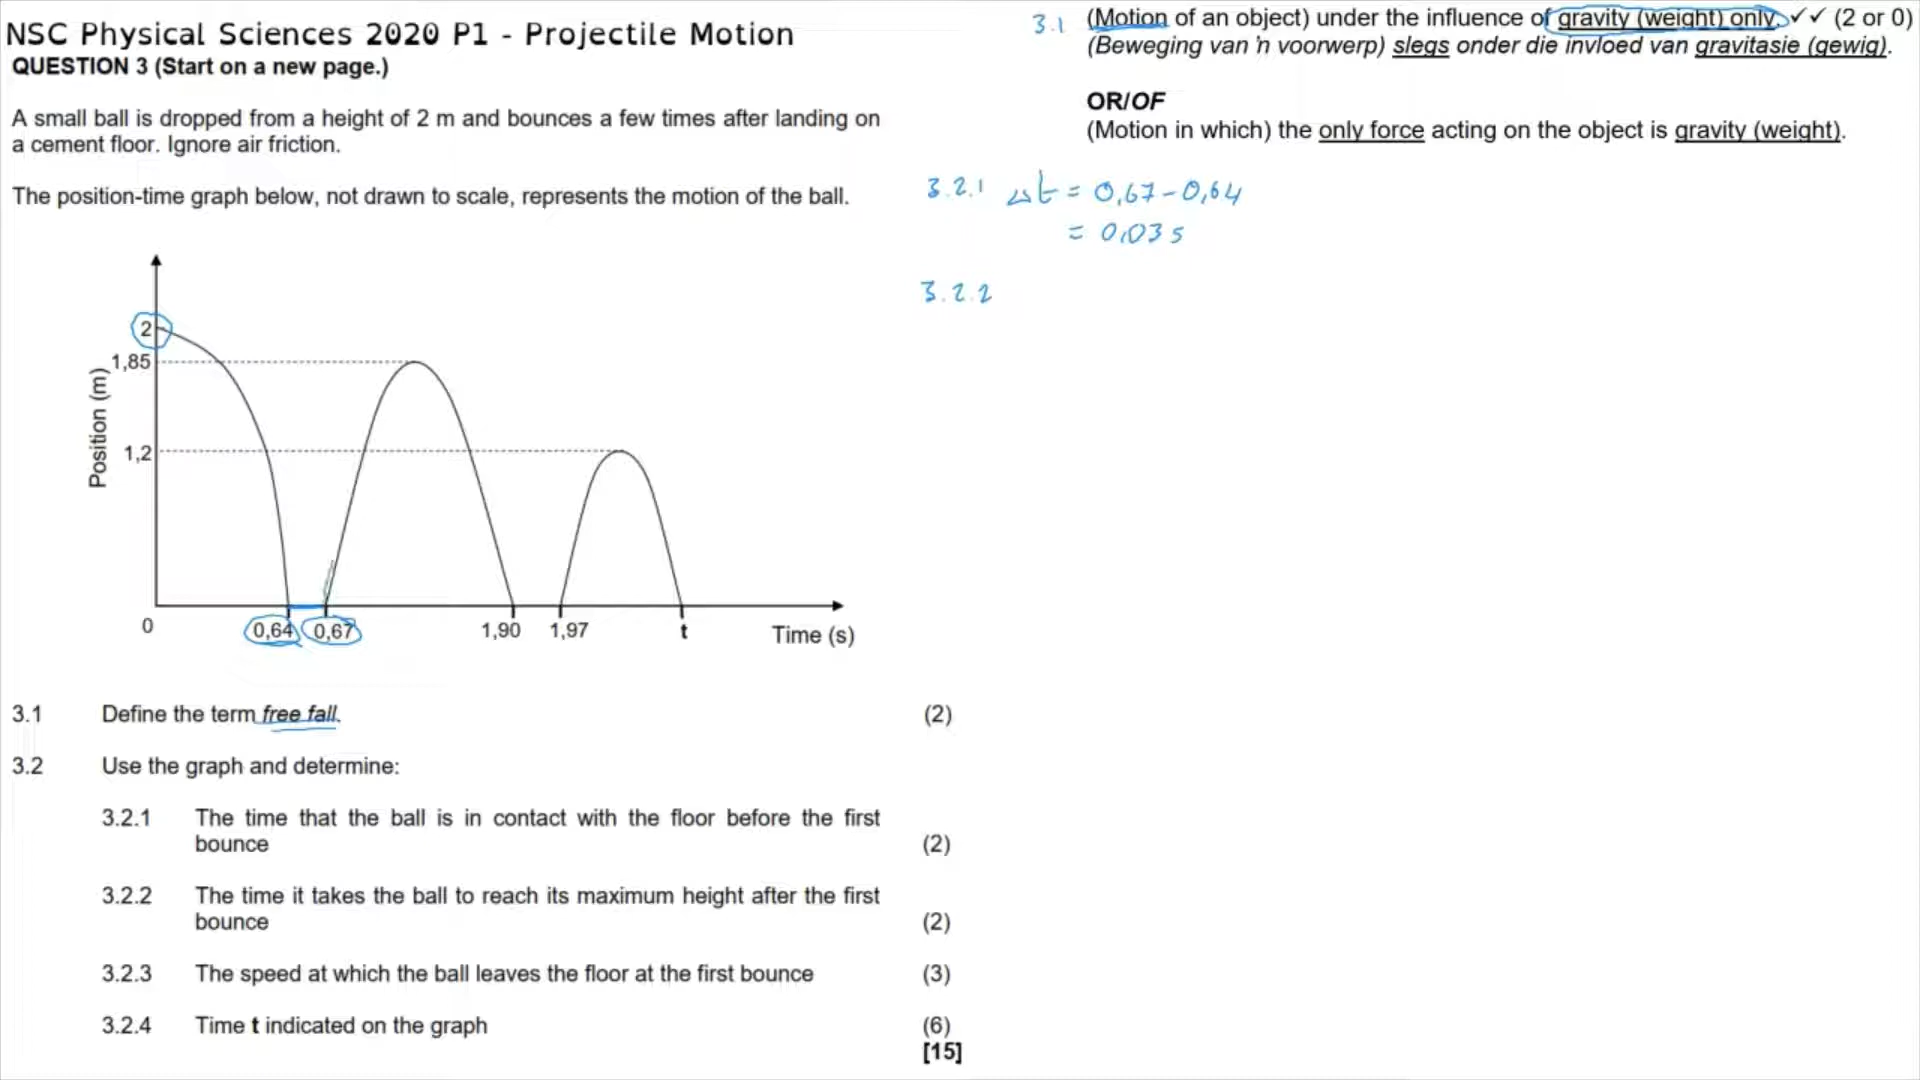 NSC Physical Sciences 2020 P1 - Projectile Motion
QUESTION 3 (Start on a new page.)
A small ball is dropped from a height of 2 m and bounces a few times after landing on
a cement floor. Ignore air friction.
The position-time graph below, not drawn to scale, represents the motion of the ball.
2
1,85
1,2
Position (m)
0
0,64
0,67
1,90
1,97
t
Time (s)
3.1 Define the term free fall. (2)
3.2 Use the graph and determine:
3.2.1 The time that the ball is in contact with the floor before the first
bounce (2)
3.2.2 The time it takes the ball to reach its maximum height after the first
bounce (2)
3.2.3 The speed at which the ball leaves the floor at the first bounce (3)
3.2.4 Time t indicated on the graph (6)
[15]
3.1 (Motion of an object) under the influence of gravity (weight) only. ✓✓ (2 or 0)
(Beweging van 'n voorwerp) slegs onder die invloed van gravitasie (gewig).
OR/OF
(Motion in which) the only force acting on the object is gravity (weight).
3.2.1 Δt = 0,67 - 0,64
= 0,03 s
3.2.2